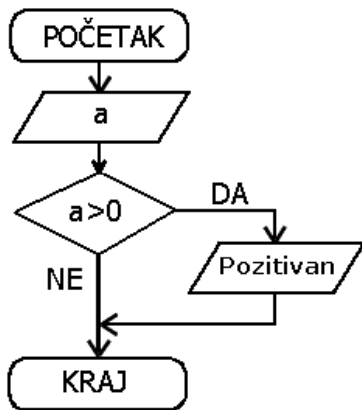 POČETAK
a
a>0
DA
Pozitivan
NE
KRAJ